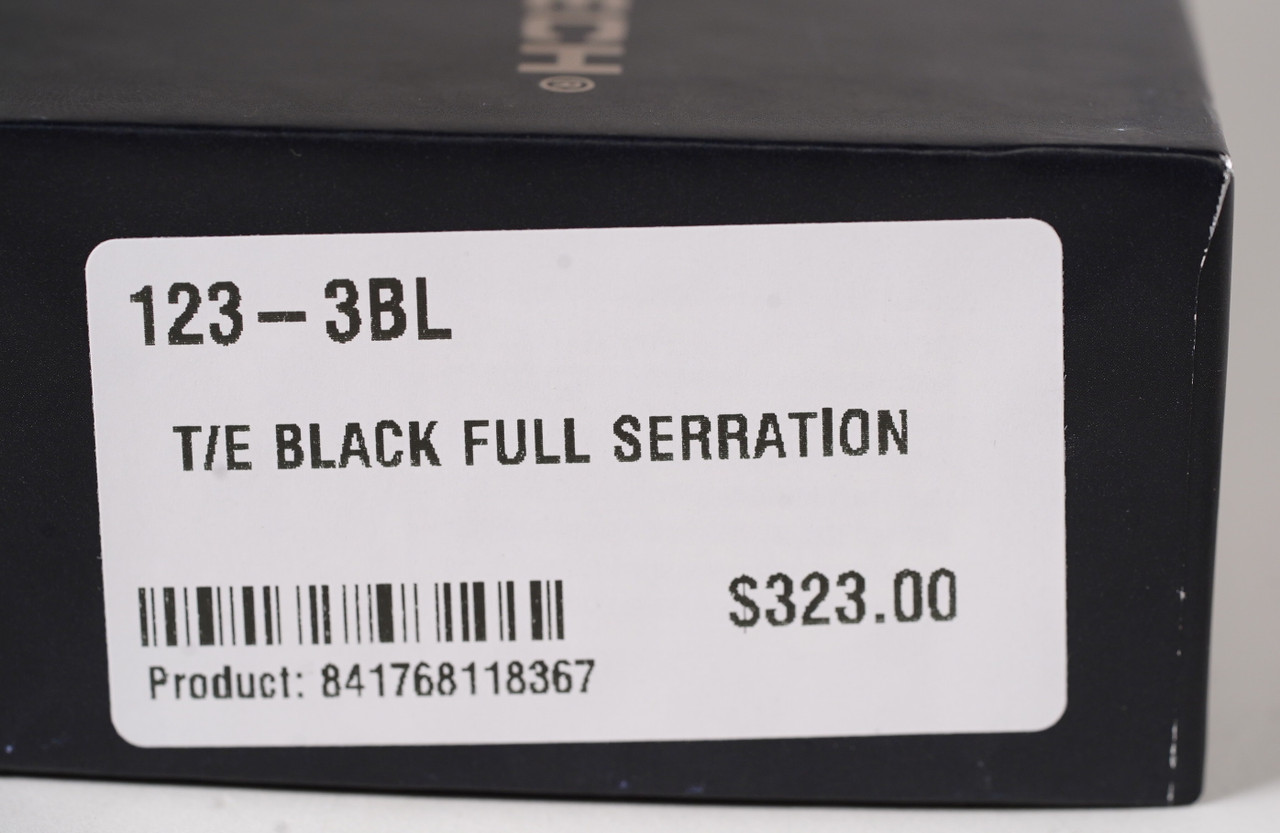 123-3BL
T/E BLACK FULL SERRATION
$323.00
Product: 841768118367